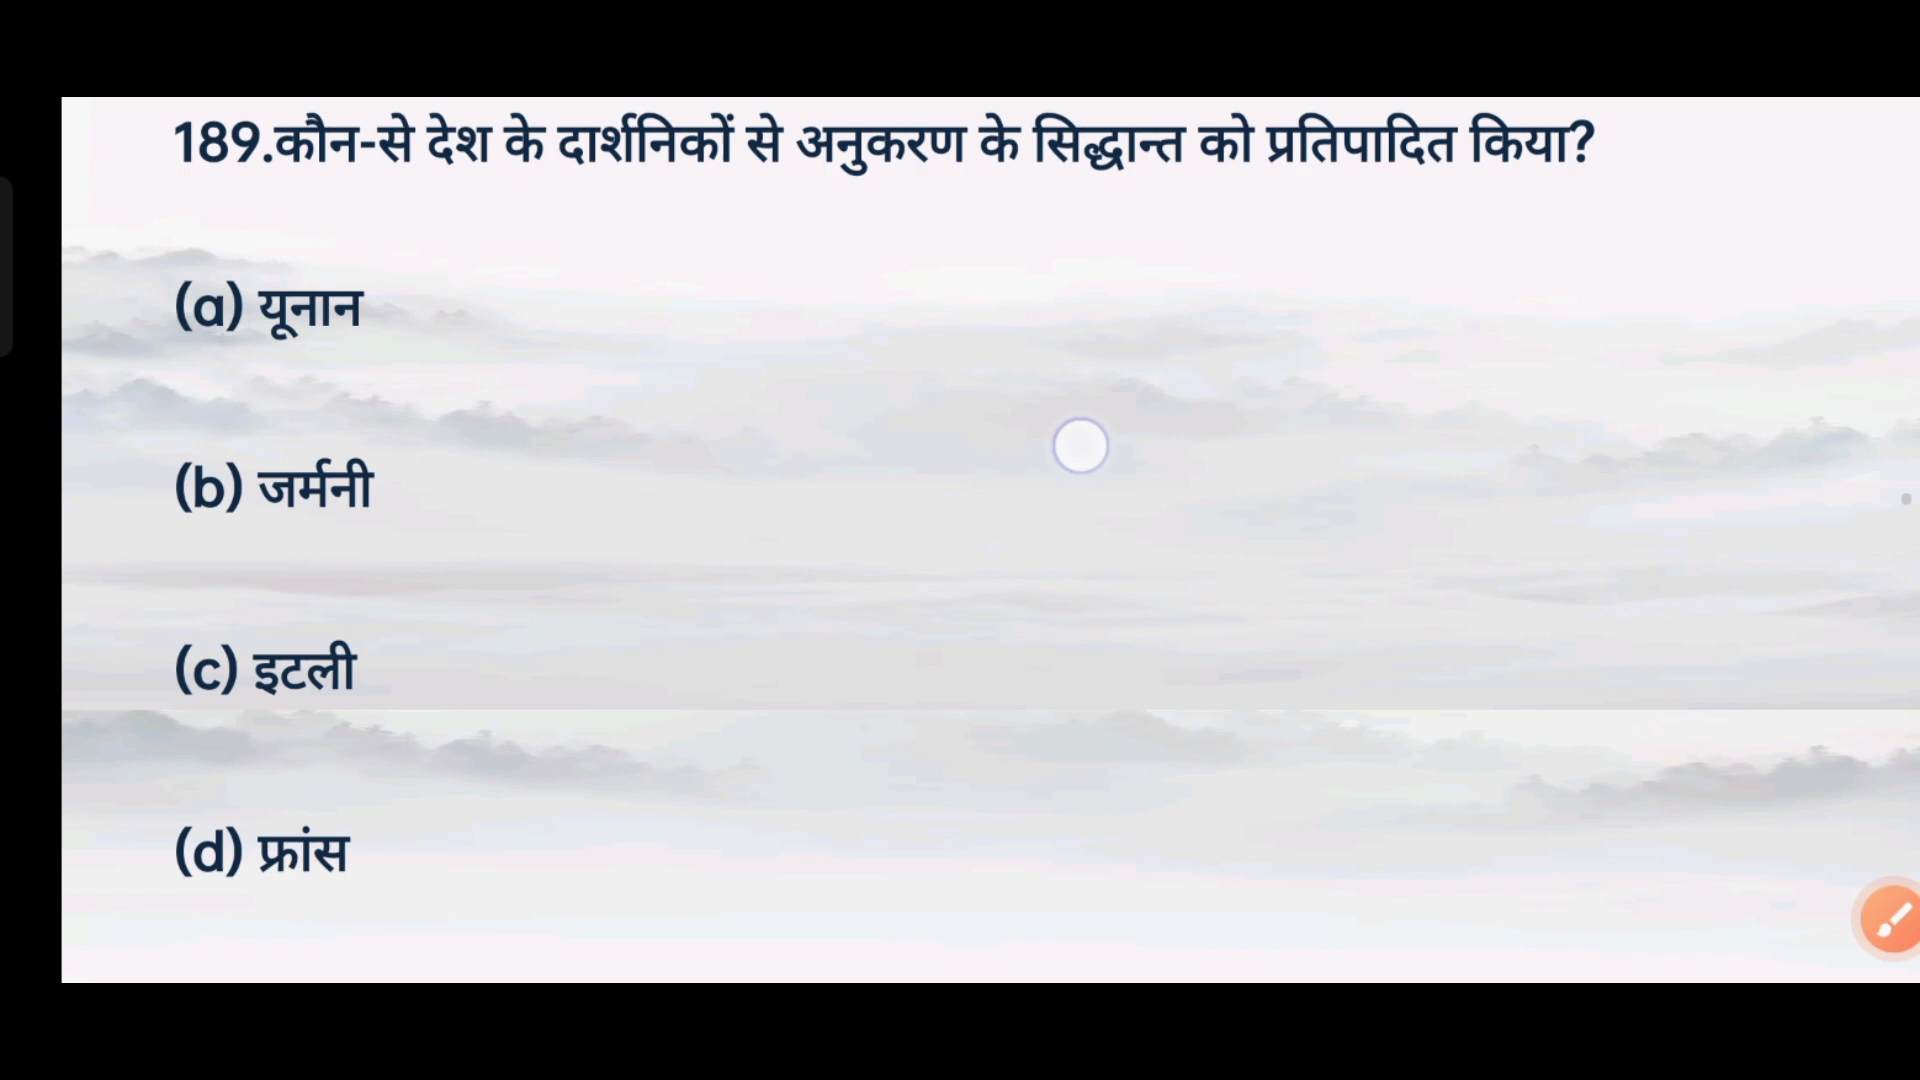 189.कौन-से देश के दार्शनिकों से अनुकरण के सिद्धान्त को प्रतिपादित किया?
(a) यूनान
(b) जर्मनी
(c) इटली
(d) फ्रांस